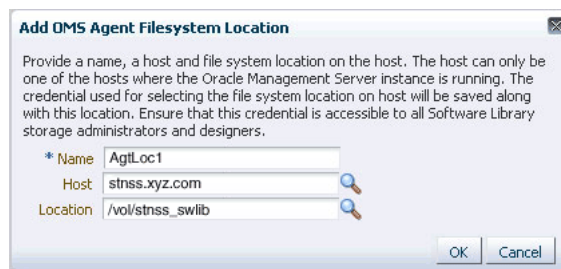 Add OMS Agent Filesystem Location
Provide a name, a host and file system location on the host. The host can only be
one of the hosts where the Oracle Management Server instance is running. The
credential used for selecting the file system location on host will be saved along
with this location. Ensure that this credential is accessible to all Software Library
storage administrators and designers.
* Name AgtLoc1
Host stnss.xyz.com
Location /vol/stnss_swlib
OK Cancel